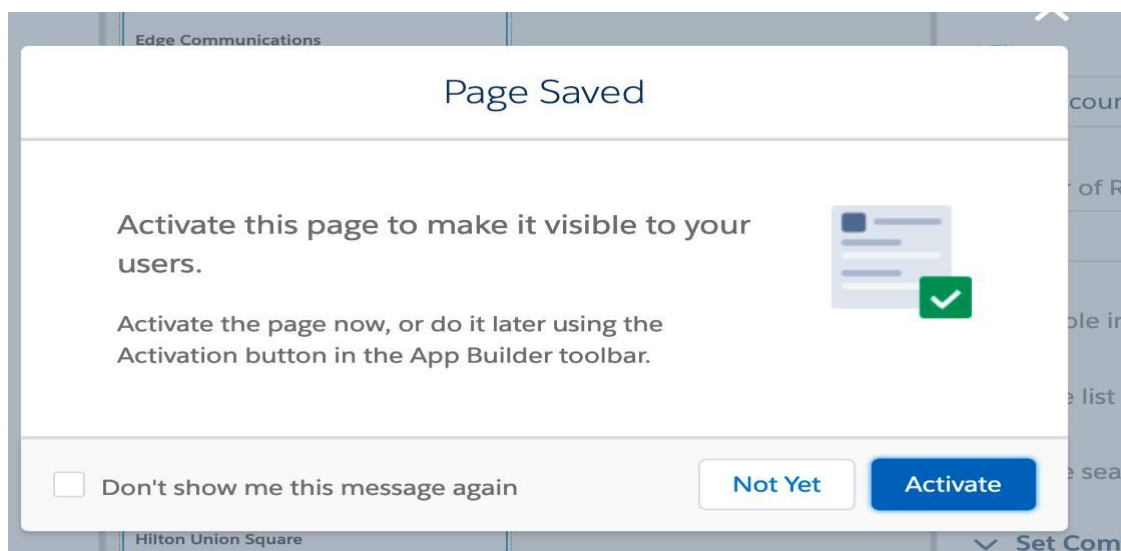 Edge Communications
Page Saved
Activate this page to make it visible to your
users.
Activate the page now, or do it later using the
Activation button in the App Builder toolbar.
Don't show me this message again
Not Yet
Activate
Hilton Union Square
of
list
Set